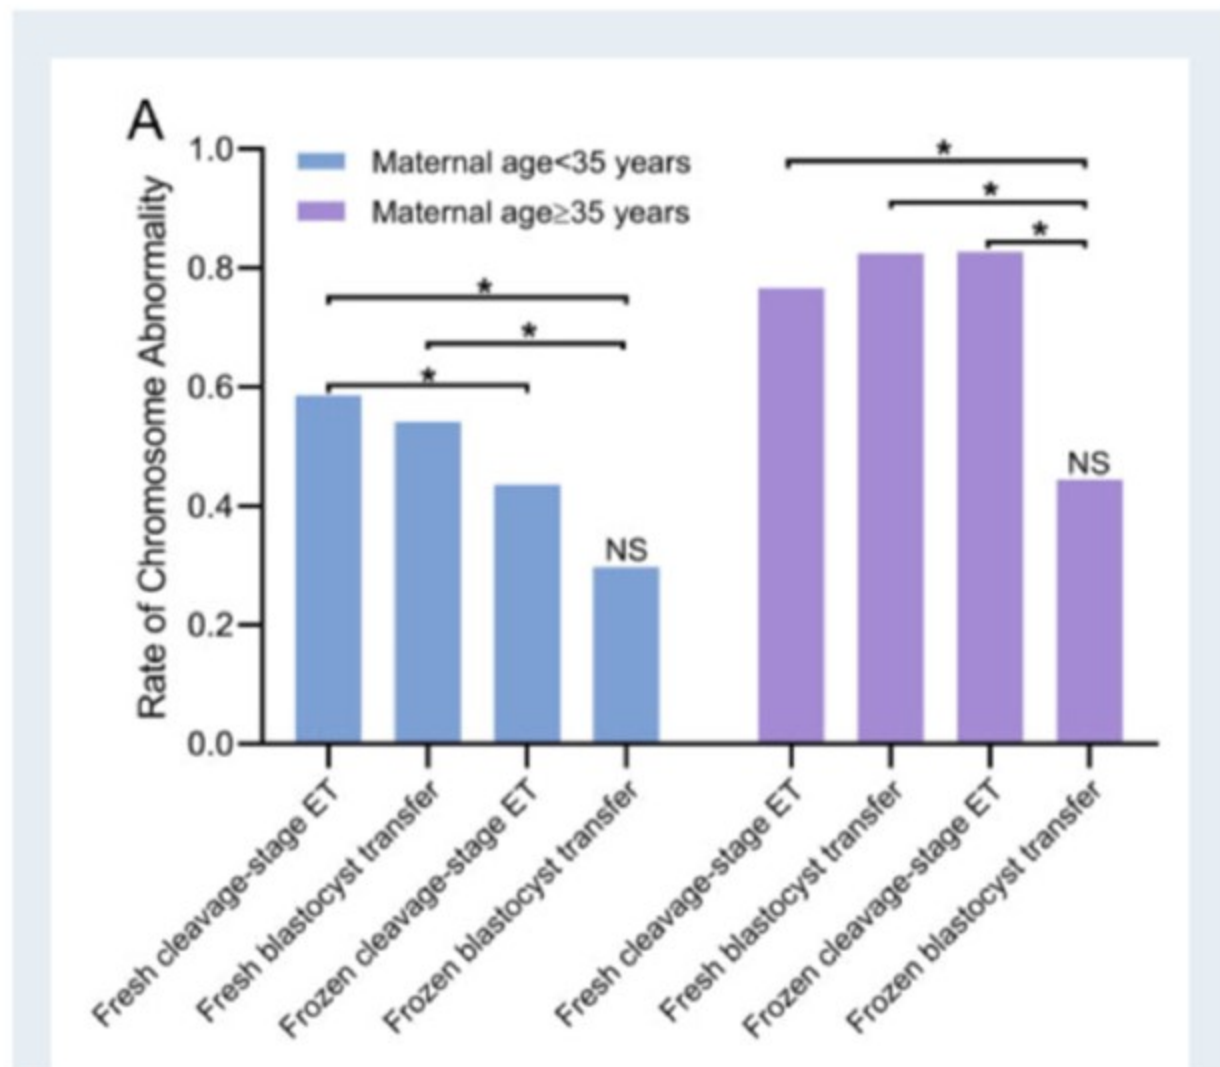 A
Rate of Chromosome Abnormality
1.0
0.8
0.6
0.4
0.2
0.0
Maternal age<35 years
Maternal age≥35 years
*
*
*
NS
*
*
*
NS
Fresh cleavage-stage ET
Fresh blastocyst transfer
Frozen cleavage-stage ET
Frozen blastocyst transfer
Fresh cleavage-stage ET
Fresh blastocyst transfer
Frozen cleavage-stage ET
Frozen blastocyst transfer